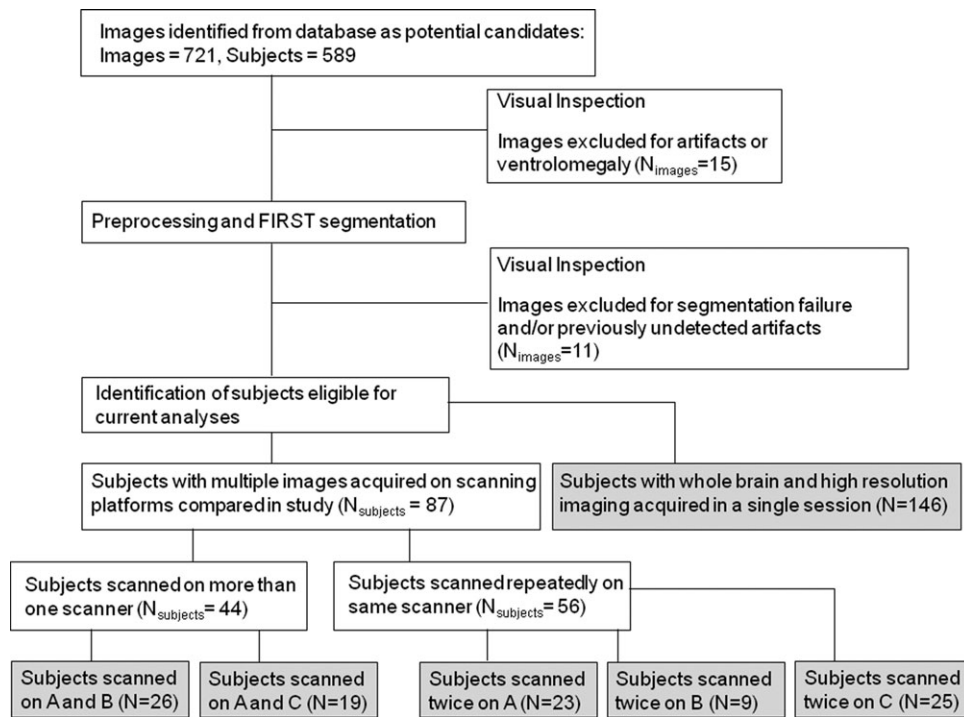 Images identified from database as potential candidates:
Images = 721, Subjects = 589
Visual Inspection
Images excluded for artifacts or
ventrolomegaly (Nimages=15)
Preprocessing and FIRST segmentation
Visual Inspection
Images excluded for segmentation failure
and/or previously undetected artifacts
(Nimages=11)
Identification of subjects eligible for
current analyses
Subjects with multiple images acquired on scanning
platforms compared in study (Nsubjects = 87)
Subjects with whole brain and high resolution
imaging acquired in a single session (N=146)
Subjects scanned on more than
one scanner (Nsubjects= 44)
Subjects scanned repeatedly on
same scanner (Nsubjects= 56)
Subjects scanned
on A and B (N=26)
Subjects scanned
on A and C (N=19)
Subjects scanned
twice on A (N=23)
Subjects scanned
twice on B (N=9)
Subjects scanned
twice on C (N=25)